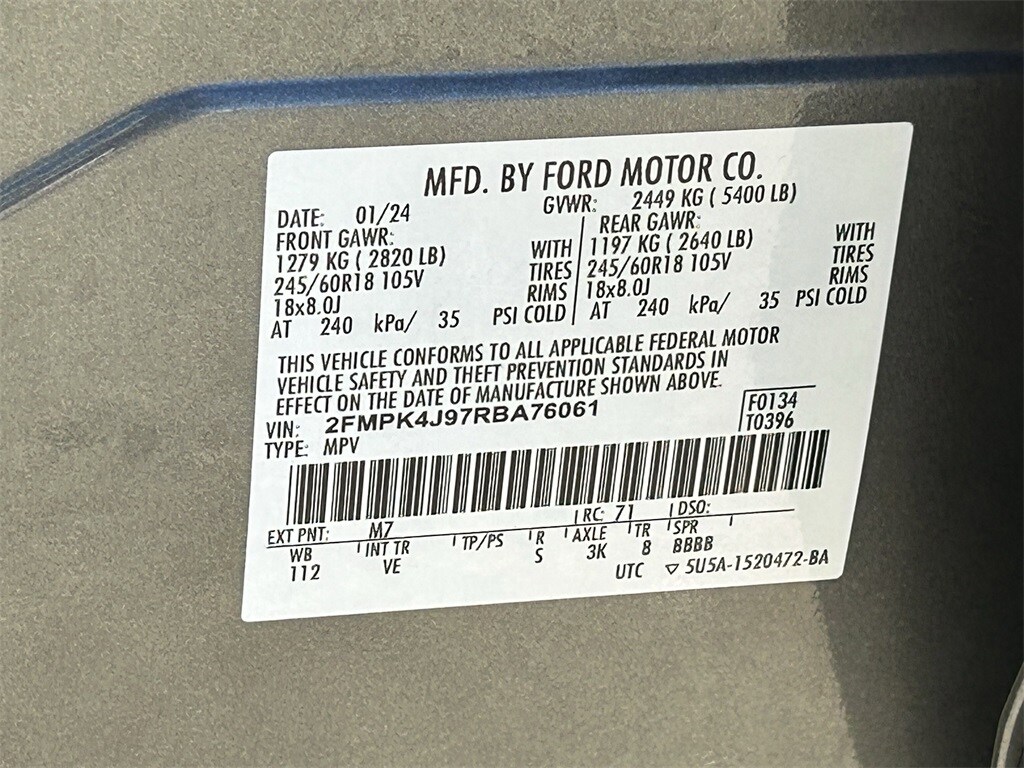 MFD. BY FORD MOTOR CO.
DATE: 01/24 GVWR: 2449 KG ( 5400 LB)
FRONT GAWR: REAR GAWR:
1279 KG ( 2820 LB) WITH 1197 KG ( 2640 LB) WITH
245/60R18 105V TIRES 245/60R18 105V TIRES
18x8.0J RIMS 18x8.0J RIMS
AT 240 kPa/ 35 PSI COLD AT 240 kPa/ 35 PSI COLD
THIS VEHICLE CONFORMS TO ALL APPLICABLE FEDERAL MOTOR
VEHICLE SAFETY AND THEFT PREVENTION STANDARDS IN
EFFECT ON THE DATE OF MANUFACTURE SHOWN ABOVE.
VIN: 2FMPK4J97RBA76061 F0134
TYPE: MPV T0396
EXT PNT: M7 RC: 71 DSO:
WB INT TR TP/PS R AXLE TR SPR
112 VE S 3K 8 BBBB
UTC ▽ 5U5A-1520472-BA